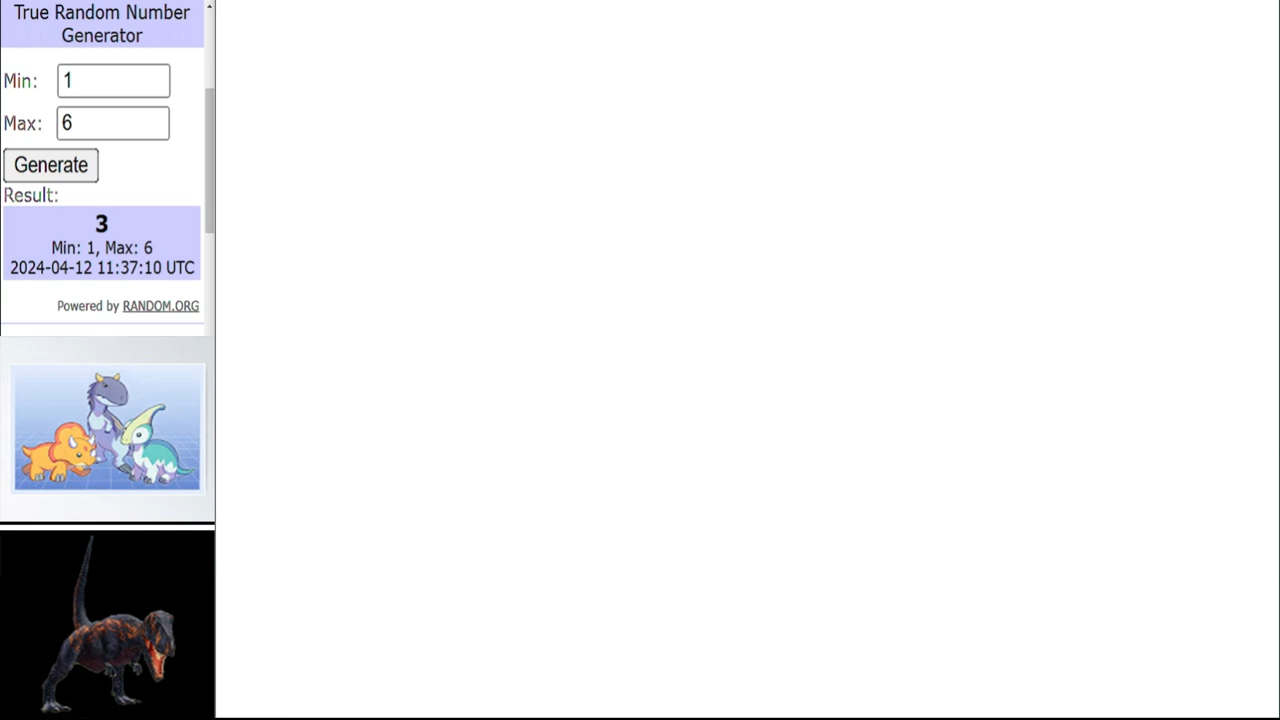 True Random Number
Generator
Min: 1
Max: 6
Generate
Result:
3
Min: 1, Max: 6
2024-04-12 11:37:10 UTC
Powered by RANDOM.ORG